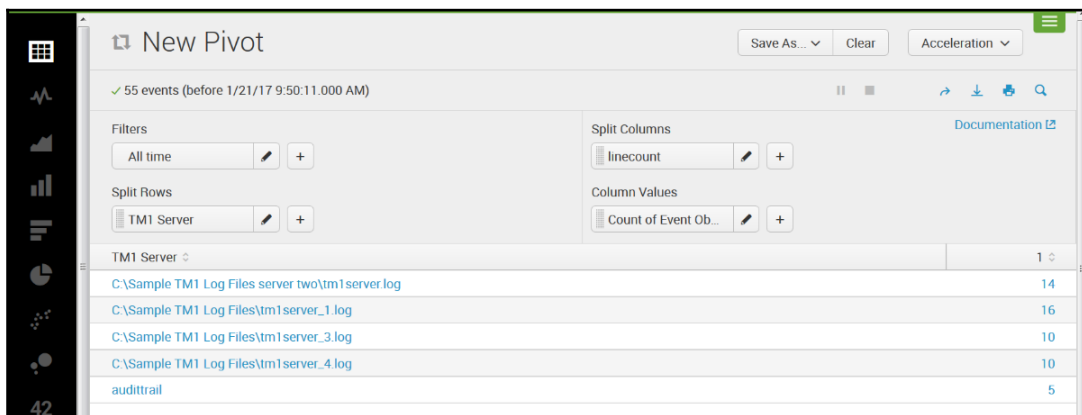 New Pivot
Save As...
Clear
Acceleration
55 events (before 1/21/17 9:50:11.000 AM)
Documentation
Filters
All time
+
Split Columns
linecount
+
Split Rows
TM1 Server
+
Column Values
Count of Event Ob...
+
TM1 Server 1
C:\Sample TM1 Log Files server two\tm1server.log 14
C:\Sample TM1 Log Files\tm1server_1.log 16
C:\Sample TM1 Log Files\tm1server_3.log 10
C:\Sample TM1 Log Files\tm1server_4.log 10
audittrail 5
42